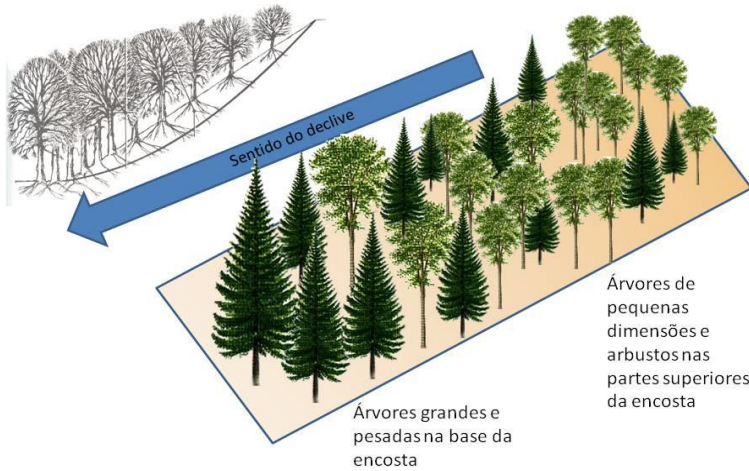 Sentido do declive
Árvores de
pequenas
dimensões e
arbustos nas
partes superiores
da encosta
Árvores grandes e
pesadas na base da
encosta